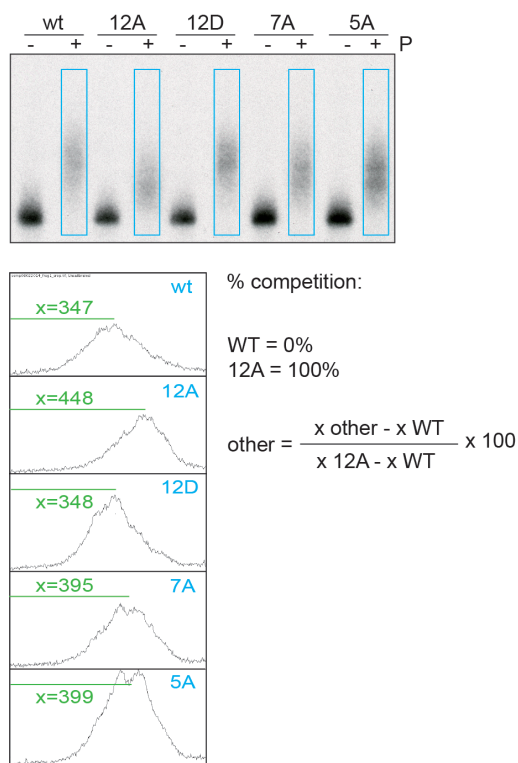 wt 12A 12D 7A 5A
- + - + - + - + - + P
wt
x=347
12A
x=448
12D
x=348
7A
x=395
5A
x=399
% competition:
WT = 0%
12A = 100%
other = x other - x WT x 100
x 12A - x WT